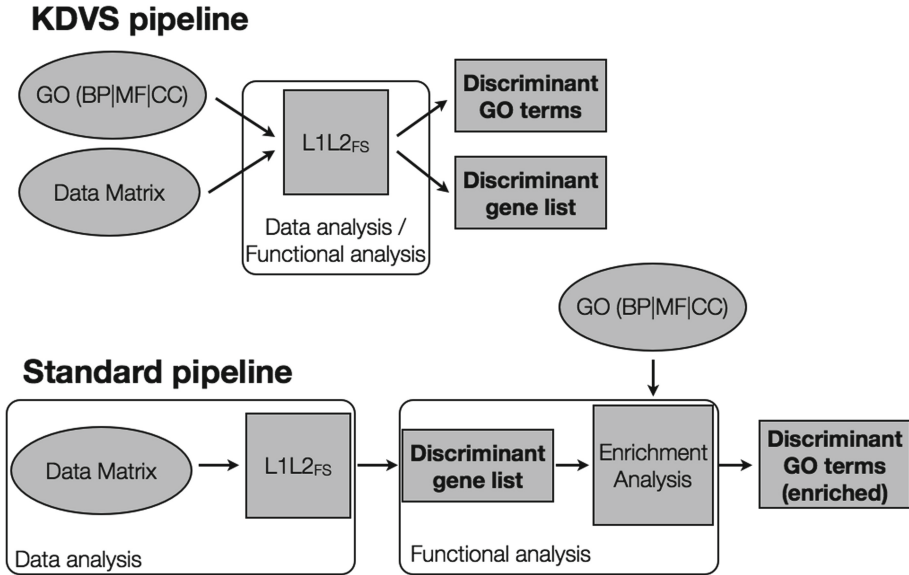 KDVS pipeline
GO (BP|MF|CC)
Data Matrix
L1L2FS
Data analysis /
Functional analysis
Discriminant
GO terms
Discriminant
gene list
GO (BP|MF|CC)
Standard pipeline
Data Matrix
L1L2FS
Data analysis
Discriminant
gene list
Enrichment
Analysis
Functional analysis
Discriminant
GO terms
(enriched)